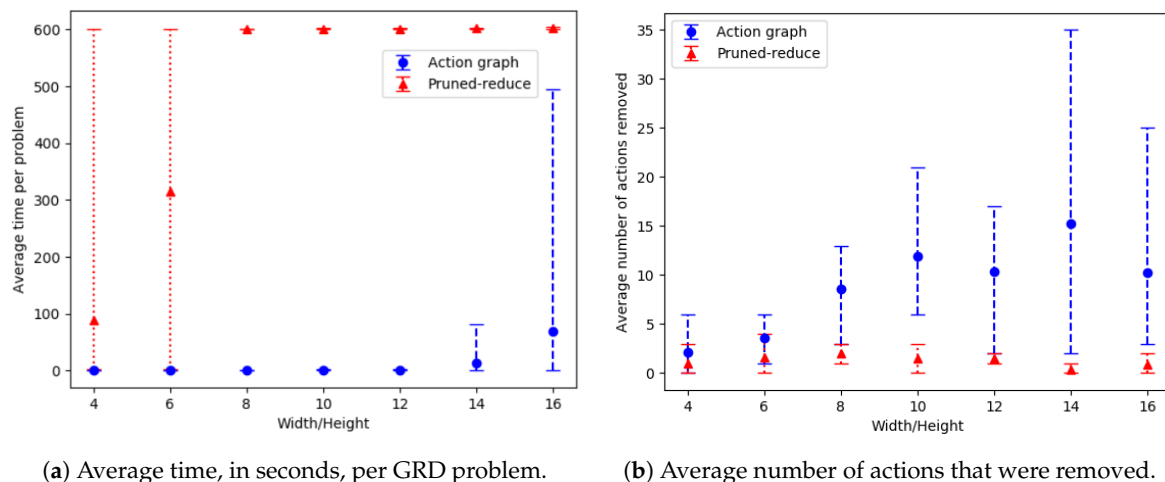 600
500
400
300
200
100
0
Average time per problem
Action graph
Pruned-reduce
4 6 8 10 12 14 16
Width/Height
(a) Average time, in seconds, per GRD problem.
35
30
25
20
15
10
5
0
Average number of actions removed
Action graph
Pruned-reduce
4 6 8 10 12 14 16
Width/Height
(b) Average number of actions that were removed.